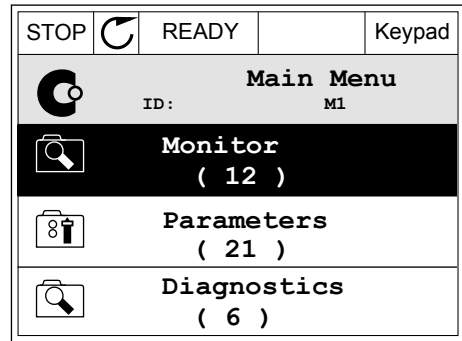 STOP READY Keypad
Main Menu
ID: M1
Monitor
( 12 )
Parameters
( 21 )
Diagnostics
( 6 )